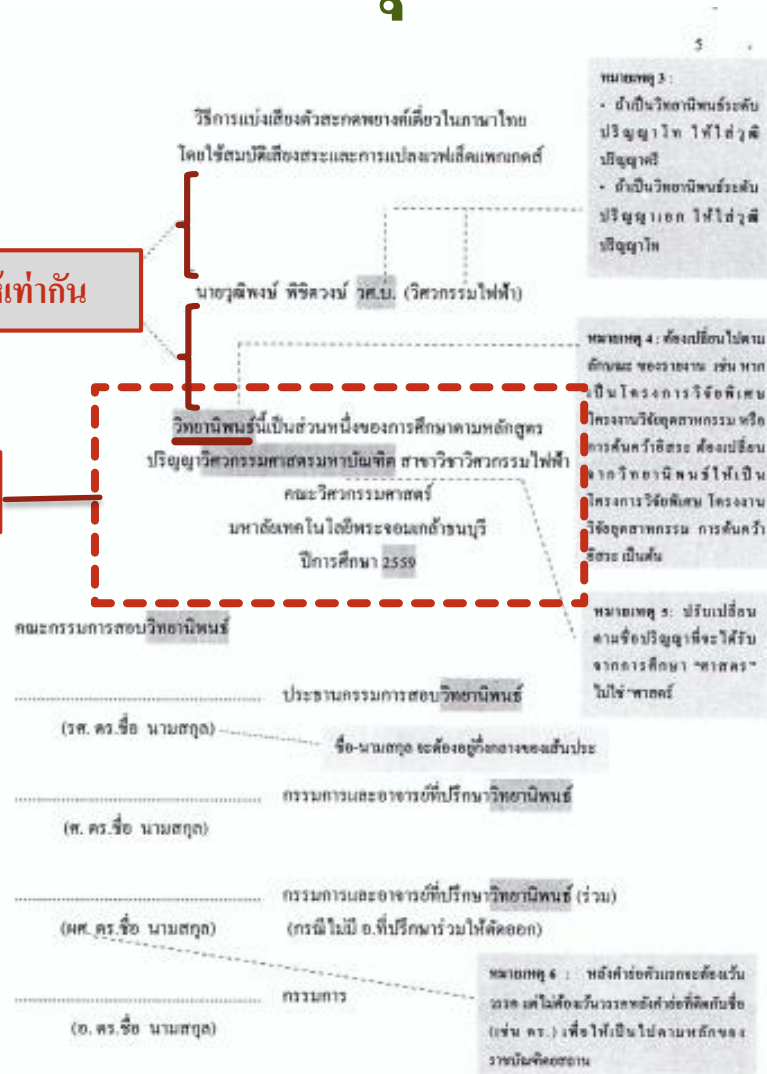 5
หมายเหตุ 3 :
- ถ้าเป็นวิทยานิพนธ์ระดับ
ปริญญาโท ให้ใส่วุฒิ
ปริญญาตรี
- ถ้าเป็นวิทยานิพนธ์ระดับ
ปริญญาเอก ให้ใส่วุฒิ
ปริญญาโท
วิธีการแบ่งเสียงตัวสะกดพยางค์เดี่ยวในภาษาไทย
โดยใช้สมบัติเสียงสระและการแปลงเวฟเล็ตแพกเกตส์
เท่ากัน
นายวุฒิพงษ์ พิชิตวงษ์ วศ.บ. (วิศวกรรมไฟฟ้า)
หมายเหตุ 4 : ต้องเปลี่ยนไปตาม
ลักษณะ ของรายงาน เช่น หาก
เป็นโครงการวิจัยพิเศษ
โครงงานวิจัยอุตสาหกรรม หรือ
การค้นคว้าอิสระ ต้องเปลี่ยน
จากวิทยานิพนธ์ให้เป็น
โครงการวิจัยพิเศษ โครงงาน
วิจัยอุตสาหกรรม การค้นคว้า
อิสระ เป็นต้น
วิทยานิพนธ์นี้เป็นส่วนหนึ่งของการศึกษาตามหลักสูตร
ปริญญาวิศวกรรมศาสตรมหาบัณฑิต สาขาวิชาวิศวกรรมไฟฟ้า
คณะวิศวกรรมศาสตร์
มหาลัยเทคโนโลยีพระจอมเกล้าธนบุรี
ปีการศึกษา 2559
หมายเหตุ 5: ปรับเปลี่ยน
ตามชื่อปริญญาที่จะได้รับ
จากการศึกษา "ศาสตร"
ไม่ใช่ "ศาสตร์
คณะกรรมการสอบวิทยานิพนธ์
........................................ ประธานกรรมการสอบวิทยานิพนธ์
(รศ. ดร.ชื่อ นามสกุล)
ชื่อ-นามสกุล จะต้องอยู่กึ่งกลางของเส้นประ
........................................ กรรมการและอาจารย์ที่ปรึกษาวิทยานิพนธ์
(ศ. ดร.ชื่อ นามสกุล)
........................................ กรรมการและอาจารย์ที่ปรึกษาวิทยานิพนธ์ (ร่วม)
(ผศ. ดร.ชื่อ นามสกุล) (กรณีไม่มี อ.ที่ปรึกษาร่วมให้ตัดออก)
........................................ กรรมการ
(อ. ดร.ชื่อ นามสกุล)
หมายเหตุ 6 : หลังคำย่อตัวแรกจะต้องเว้น
วรรค แต่ไม่ต้องเว้นวรรคหลังคำย่อที่ติดกับชื่อ
(เช่น ดร.) เพื่อให้เป็นไปตามหลักของ
ราชบัณฑิตยสถาน